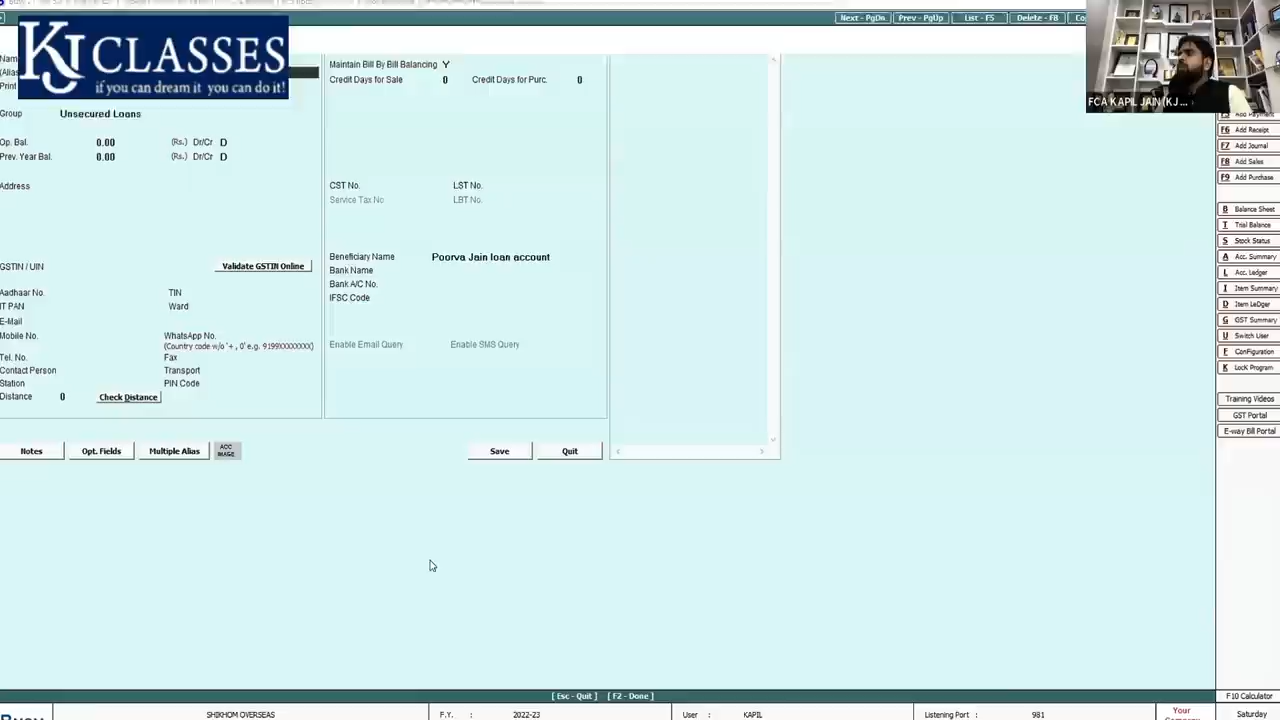 Next - PgDn Prev - PgUp List - F5 Delete - F8
KJ CLASSES
if you can dream it you can do it!
FCA KAPIL JAIN (KJ ...
Print
Group Unsecured Loans
Op. Bal. 0.00 (Rs.) Dr/Cr D
Prev. Year Bal. 0.00 (Rs.) Dr/Cr D
Address
GSTIN / UIN Validate GSTIN Online
Aadhaar No. TIN
IT PAN Ward
E-Mail
Mobile No. WhatsApp No.
(Country code w/o '+ , 0' e.g. 9199XXXXXXXX)
Tel. No. Fax
Contact Person Transport
Station PIN Code
Distance 0 Check Distance
Notes Opt. Fields Multiple Alias ACC IMAGE
Maintain Bill By Bill Balancing Y
Credit Days for Sale 0 Credit Days for Purc. 0
CST No. LST No.
Service Tax No LBT No.
Beneficiary Name Poorva Jain loan account
Bank Name
Bank A/C No.
IFSC Code
Enable Email Query Enable SMS Query
Save Quit
F5 Add Payment
F6 Add Receipt
F7 Add Journal
F8 Add Sales
F9 Add Purchase
B Balance Sheet
T Trial Balance
S Stock Status
A Acc. Summary
L Acc. Ledger
I Item Summary
D Item LeDger
G GST Summary
U Switch User
F ConFiguration
K LocK Program
Training Videos
GST Portal
E-way Bill Portal
[ Esc - Quit ] [ F2 - Done ]
F10 Calculator
SHIKHOM OVERSEAS F.Y. : 2022-23 User : KAPIL Listening Port : 981 Your Saturday